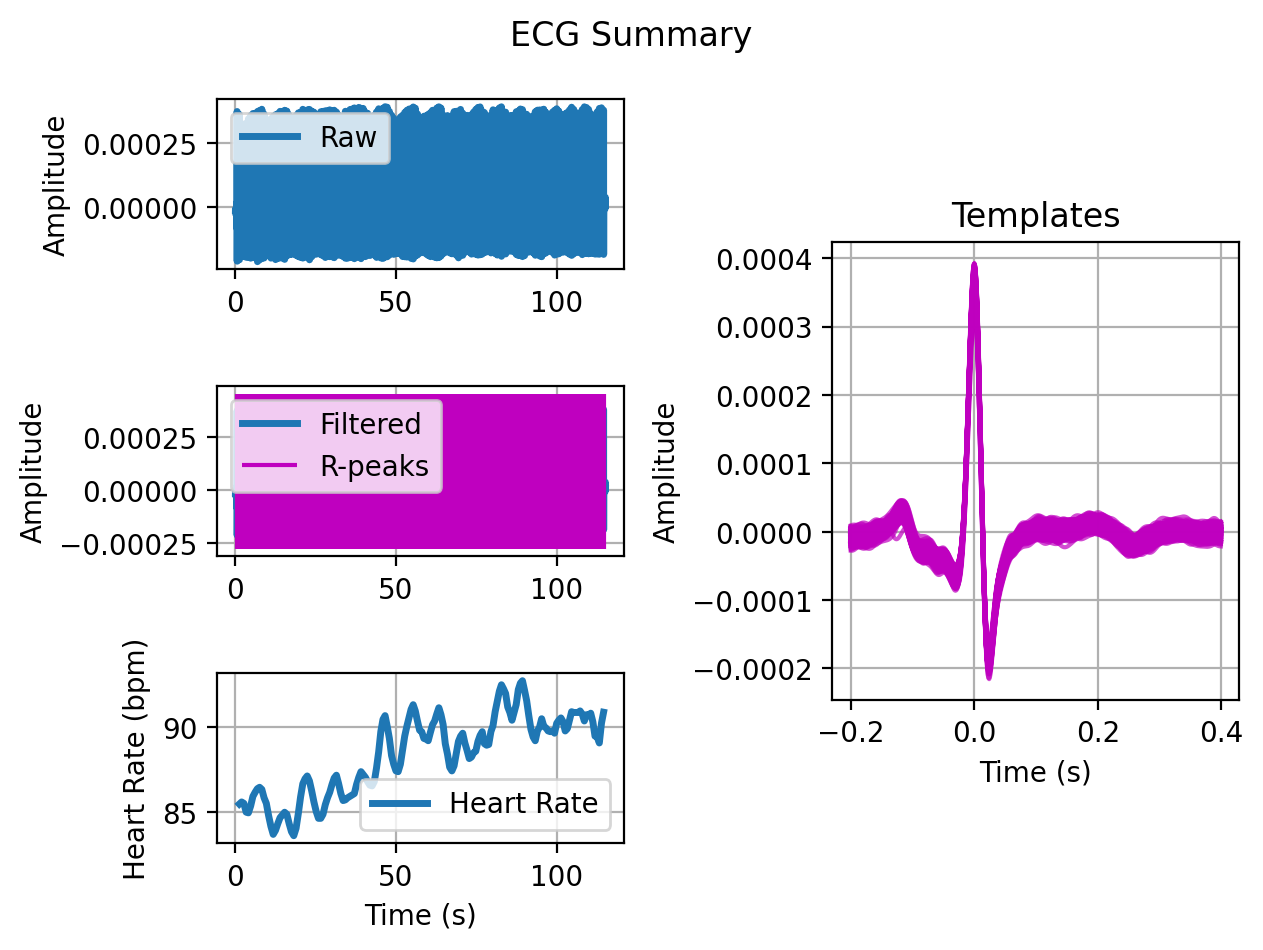 ECG Summary
Amplitude
0.00025
0.00000
Raw
0 50 100
Amplitude
0.00025
0.00000
−0.00025
Filtered
R-peaks
0 50 100
Heart Rate (bpm)
90
85
Heart Rate
0 50 100
Time (s)
Templates
Amplitude
0.0004
0.0003
0.0002
0.0001
0.0000
−0.0001
−0.0002
−0.2 0.0 0.2 0.4
Time (s)